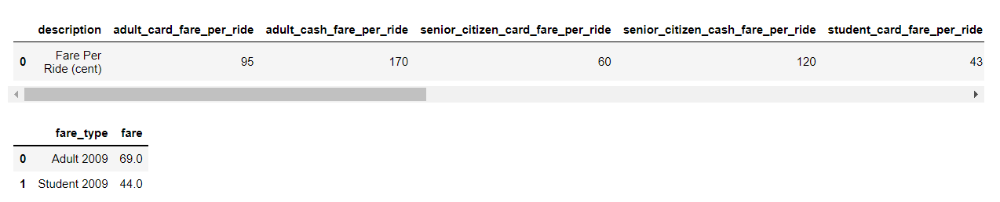 description adult_card_fare_per_ride adult_cash_fare_per_ride senior_citizen_card_fare_per_ride senior_citizen_cash_fare_per_ride student_card_fare_per_ride
0 Fare Per Ride (cent) 95 170 60 120 43
fare_type fare
0 Adult 2009 69.0
1 Student 2009 44.0